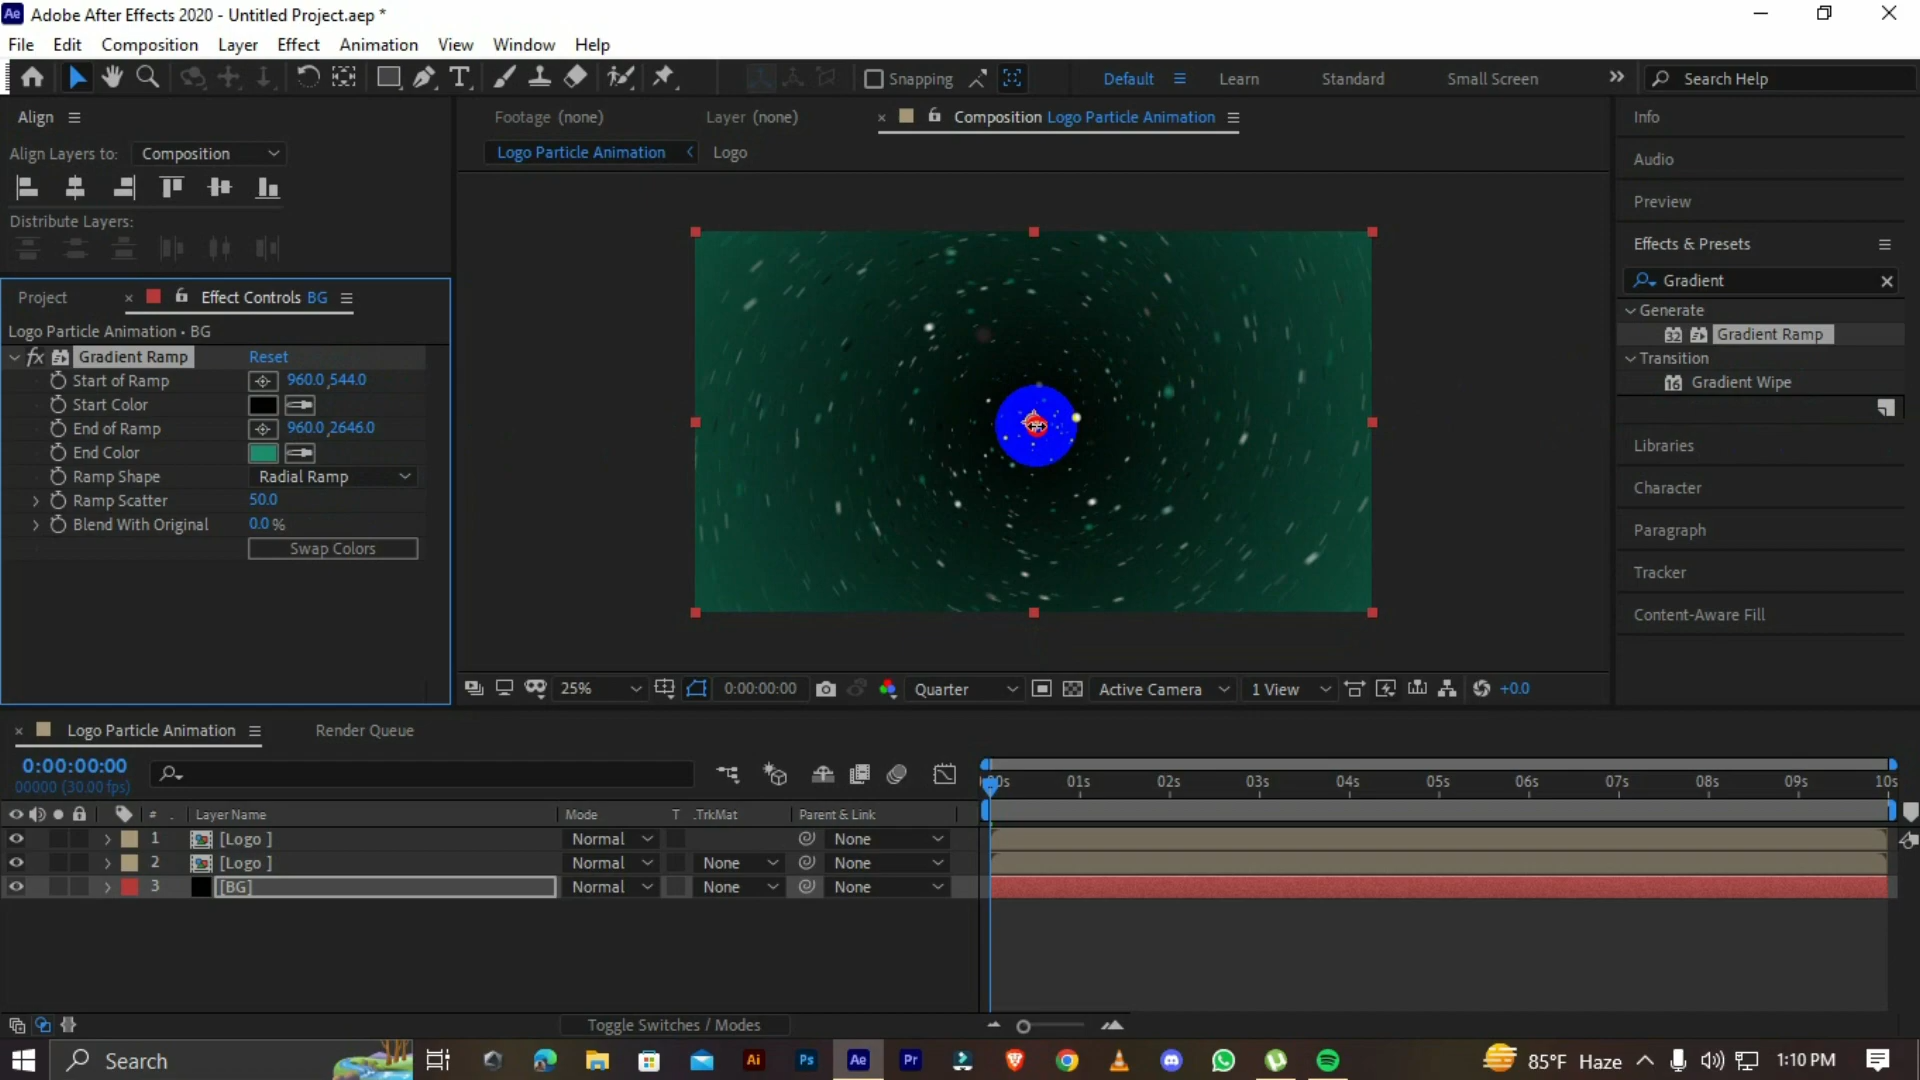 Adobe After Effects 2020 - Untitled Project.aep *
File Edit Composition Layer Effect Animation View Window Help
Snapping Default Learn Standard Small Screen Search Help
Align
Align Layers to: Composition
Distribute Layers:
Project Effect Controls BG
Logo Particle Animation • BG
fx Gradient Ramp Reset
Start of Ramp 960.0,544.0
Start Color
End of Ramp 960.0,2646.0
End Color
Ramp Shape Radial Ramp
Ramp Scatter 50.0
Blend With Original 0.0 %
Swap Colors
Footage (none) Layer (none) Composition Logo Particle Animation
Logo Particle Animation Logo
25% 0:00:00:00 Quarter Active Camera 1 View +0.0
Info
Audio
Preview
Effects & Presets
Gradient
Generate
32 Gradient Ramp
Transition
16 Gradient Wipe
Libraries
Character
Paragraph
Tracker
Content-Aware Fill
Logo Particle Animation Render Queue
0:00:00:00
00000 (30.00 fps)
00s 01s 02s 03s 04s 05s 06s 07s 08s 09s 10s
# Layer Name Mode T .TrkMat Parent & Link
1 [Logo ] Normal None
2 [Logo ] Normal None None
3 [BG] Normal None None
Toggle Switches / Modes
Search Ai Ps Ae Pr 85°F Haze 1:10 PM